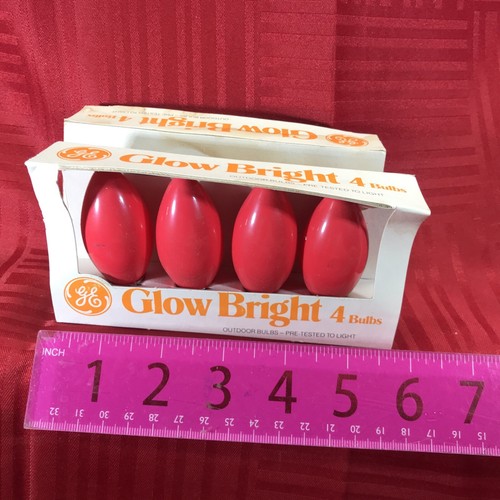 Glow Bright 4 Bulbs
GE Glow Bright 4 Bulbs
OUTDOOR BULBS – PRE-TESTED TO LIGHT
GE Glow Bright 4 Bulbs
OUTDOOR BULBS – PRE-TESTED TO LIGHT
INCH 1 2 3 4 5 6 7
32 31 30 29 28 27 26 25 24 23 22 21 20 19 18 17 16 15